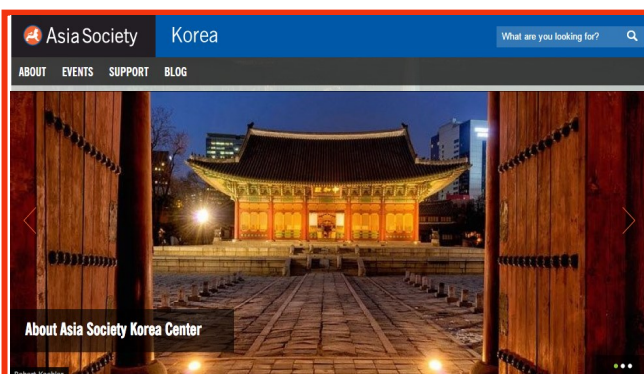 Asia Society Korea What are you looking for?
ABOUT EVENTS SUPPORT BLOG
About Asia Society Korea Center